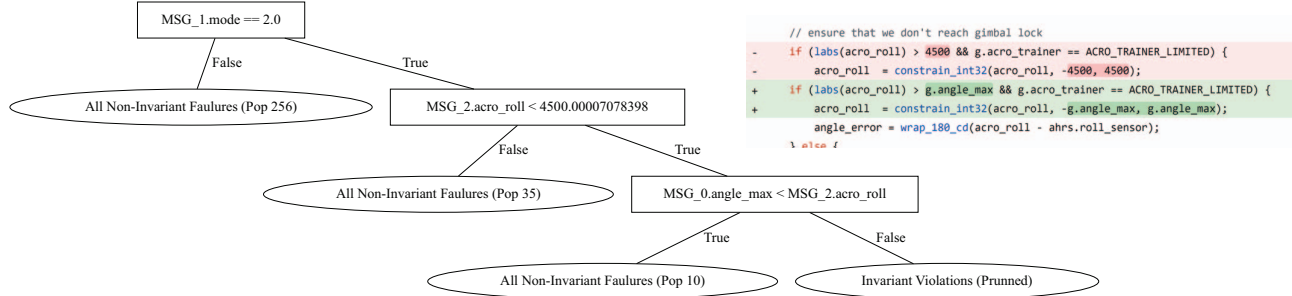 MSG_1.mode == 2.0
False
True
All Non-Invariant Faulures (Pop 256)
MSG_2.acro_roll < 4500.00007078398
False
True
All Non-Invariant Faulures (Pop 35)
MSG_0.angle_max < MSG_2.acro_roll
True
False
All Non-Invariant Faulures (Pop 10)
Invariant Violations (Prunned)
// ensure that we don't reach gimbal lock
- if (labs(acro_roll) > 4500 && g.acro_trainer == ACRO_TRAINER_LIMITED) {
- acro_roll = constrain_int32(acro_roll, -4500, 4500);
+ if (labs(acro_roll) > g.angle_max && g.acro_trainer == ACRO_TRAINER_LIMITED) {
+ acro_roll = constrain_int32(acro_roll, -g.angle_max, g.angle_max);
angle_error = wrap_180_cd(acro_roll - ahrs.roll_sensor);
} else {